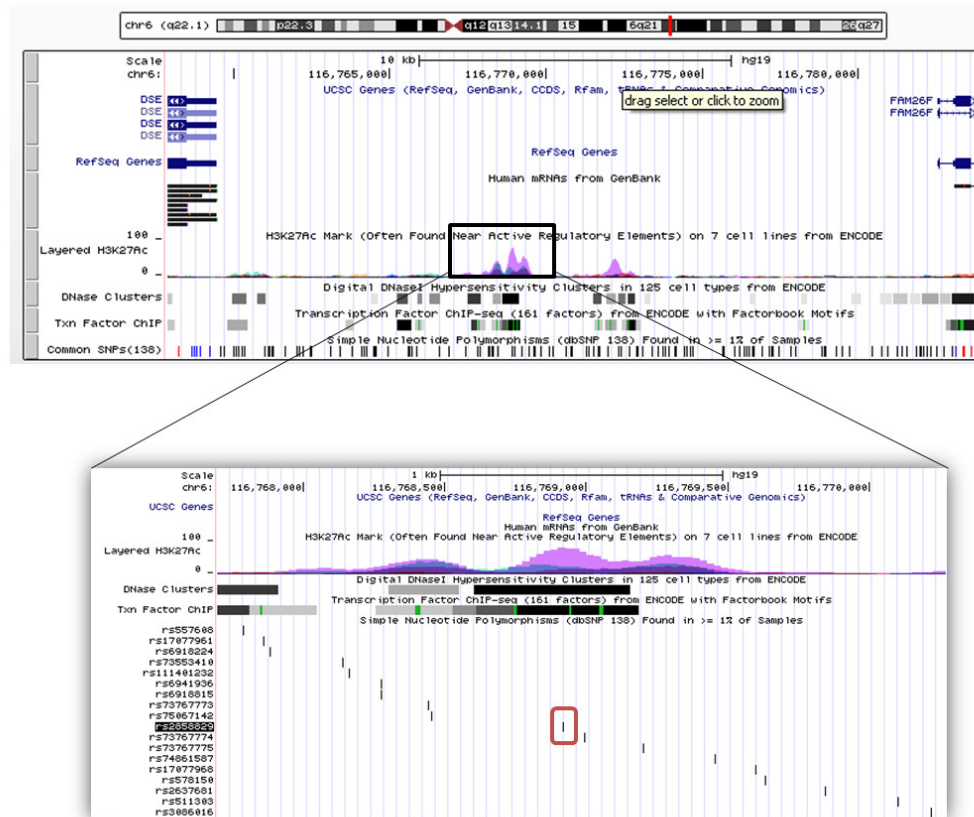 chr6 (q22.1) p22.3 q12 q13 14.1 15 6q21 26 q27
Scale 10 kb hg19
chr6: 116,765,000 116,770,000 116,775,000 116,780,000
UCSC Genes (RefSeq, GenBank, CCDS, Rfam, tRNAs & Comparative Genomics)
drag select or click to zoom
DSE FAM26F
DSE FAM26F
DSE
DSE
RefSeq Genes
RefSeq Genes
Human mRNAs from GenBank
100 _ H3K27Ac Mark (Often Found Near Active Regulatory Elements) on 7 cell lines from ENCODE
Layered H3K27Ac
0 _
Digital DNaseI Hypersensitivity Clusters in 125 cell types from ENCODE
DNase Clusters
Transcription Factor ChIP-seq (161 factors) from ENCODE with Factorbook Motifs
Txn Factor ChIP
Simple Nucleotide Polymorphisms (dbSNP 138) Found in >= 1% of Samples
Common SNPs(138)
Scale 1 kb hg19
chr6: 116,768,000 116,768,500 116,769,000 116,769,500 116,770,000
UCSC Genes (RefSeq, GenBank, CCDS, Rfam, tRNAs & Comparative Genomics)
UCSC Genes
RefSeq Genes
Human mRNAs from GenBank
100 _ H3K27Ac Mark (Often Found Near Active Regulatory Elements) on 7 cell lines from ENCODE
Layered H3K27Ac
0 _
Digital DNaseI Hypersensitivity Clusters in 125 cell types from ENCODE
DNase Clusters
Transcription Factor ChIP-seq (161 factors) from ENCODE with Factorbook Motifs
Txn Factor ChIP
Simple Nucleotide Polymorphisms (dbSNP 138) Found in >= 1% of Samples
rs557608
rs17077961
rs6918224
rs73553410
rs111401232
rs6941936
rs6918815
rs73767773
rs75067142
rs2858829
rs73767774
rs73767775
rs74861587
rs17077968
rs578150
rs2637681
rs511303
rs3086016